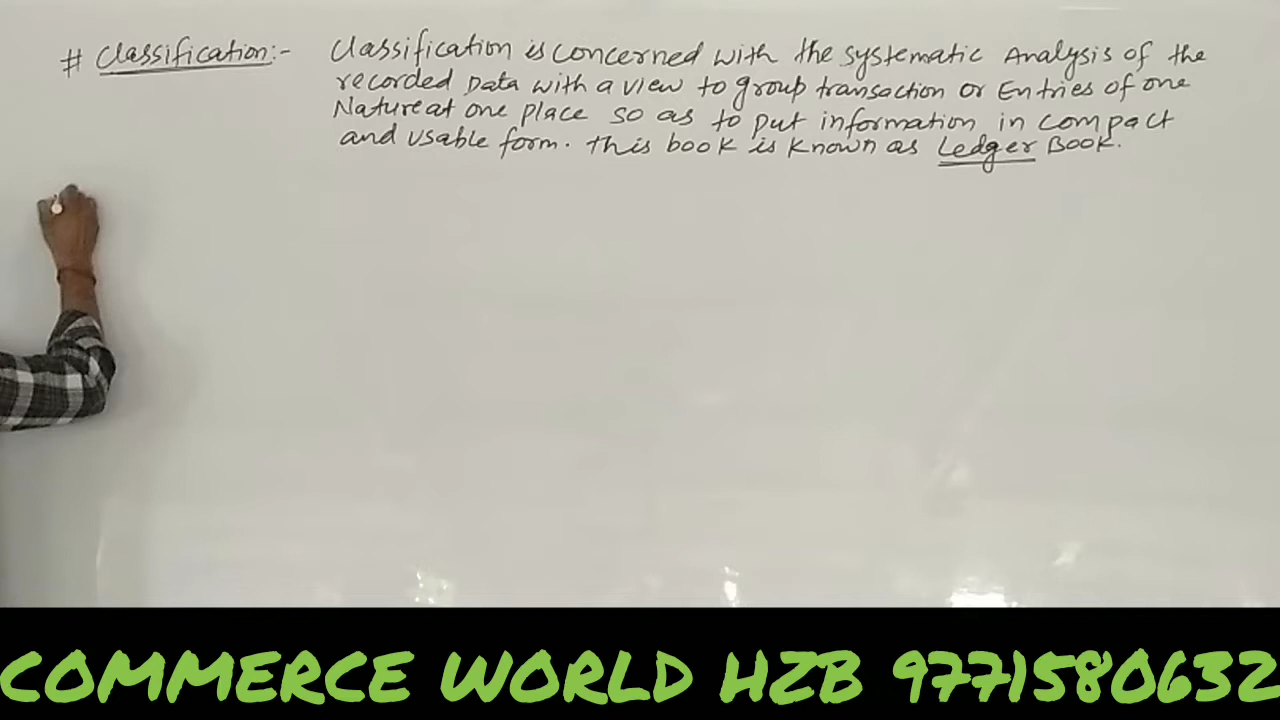 # Classification:- Classification is concerned with the systematic Analysis of the
recorded Data with a view to group transaction or Entries of one
Nature at one place so as to put information in compact
and usable form. This book is known as Ledger Book.
COMMERCE WORLD HZB 9771580632